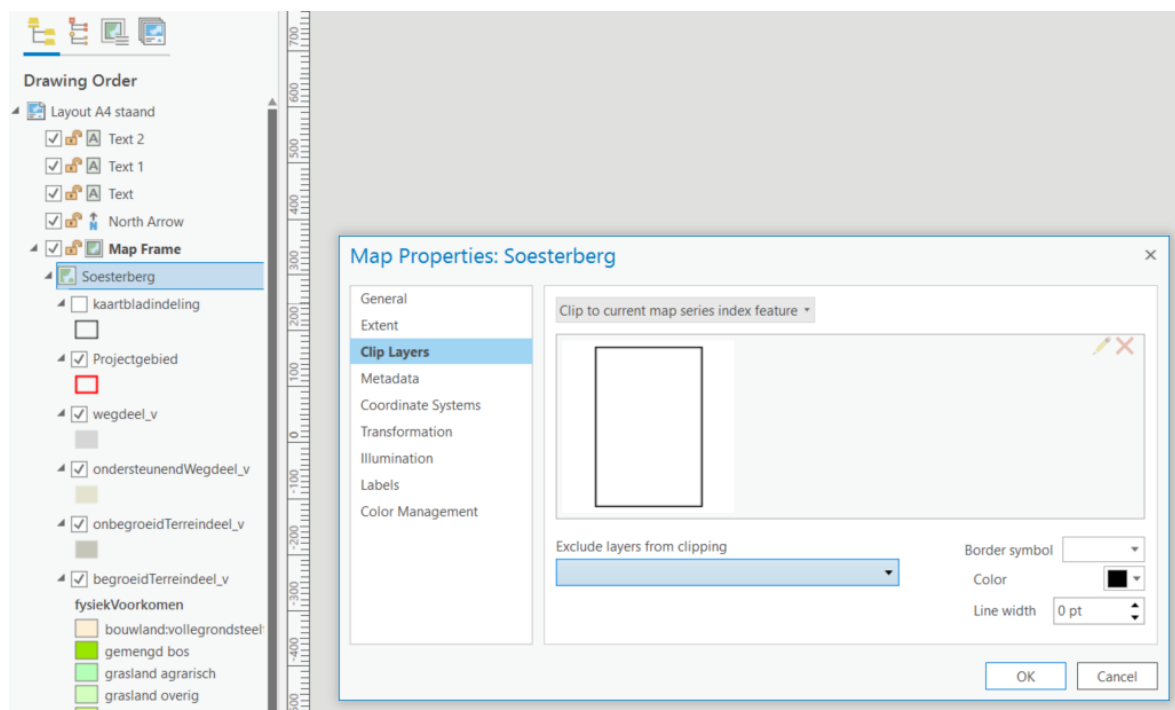 Drawing Order
Layout A4 staand
A Text 2
A Text 1
A Text
N North Arrow
Map Frame
Soesterberg
kaartbladindeling
Projectgebied
wegdeel_v
ondersteunendWegdeel_v
onbegroeidTerreindeel_v
begroeidTerreindeel_v
fysiekVoorkomen
bouwland:vollegrondsteelt
gemengd bos
grasland agrarisch
grasland overig
700
600
500
400
300
200
100
0
-100
-200
-300
-400
Map Properties: Soesterberg
General
Extent
Clip Layers
Metadata
Coordinate Systems
Transformation
Illumination
Labels
Color Management
Clip to current map series index feature
Exclude layers from clipping
Border symbol
Color
Line width 0 pt
OK Cancel